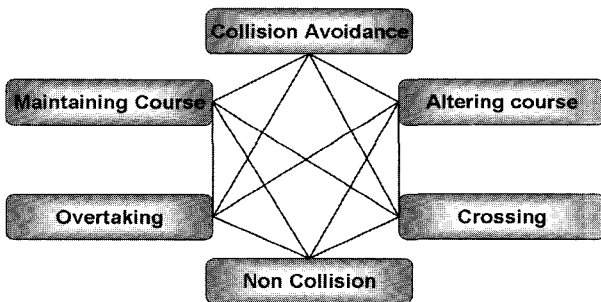 Collision Avoidance
Maintaining Course
Altering course
Overtaking
Crossing
Non Collision